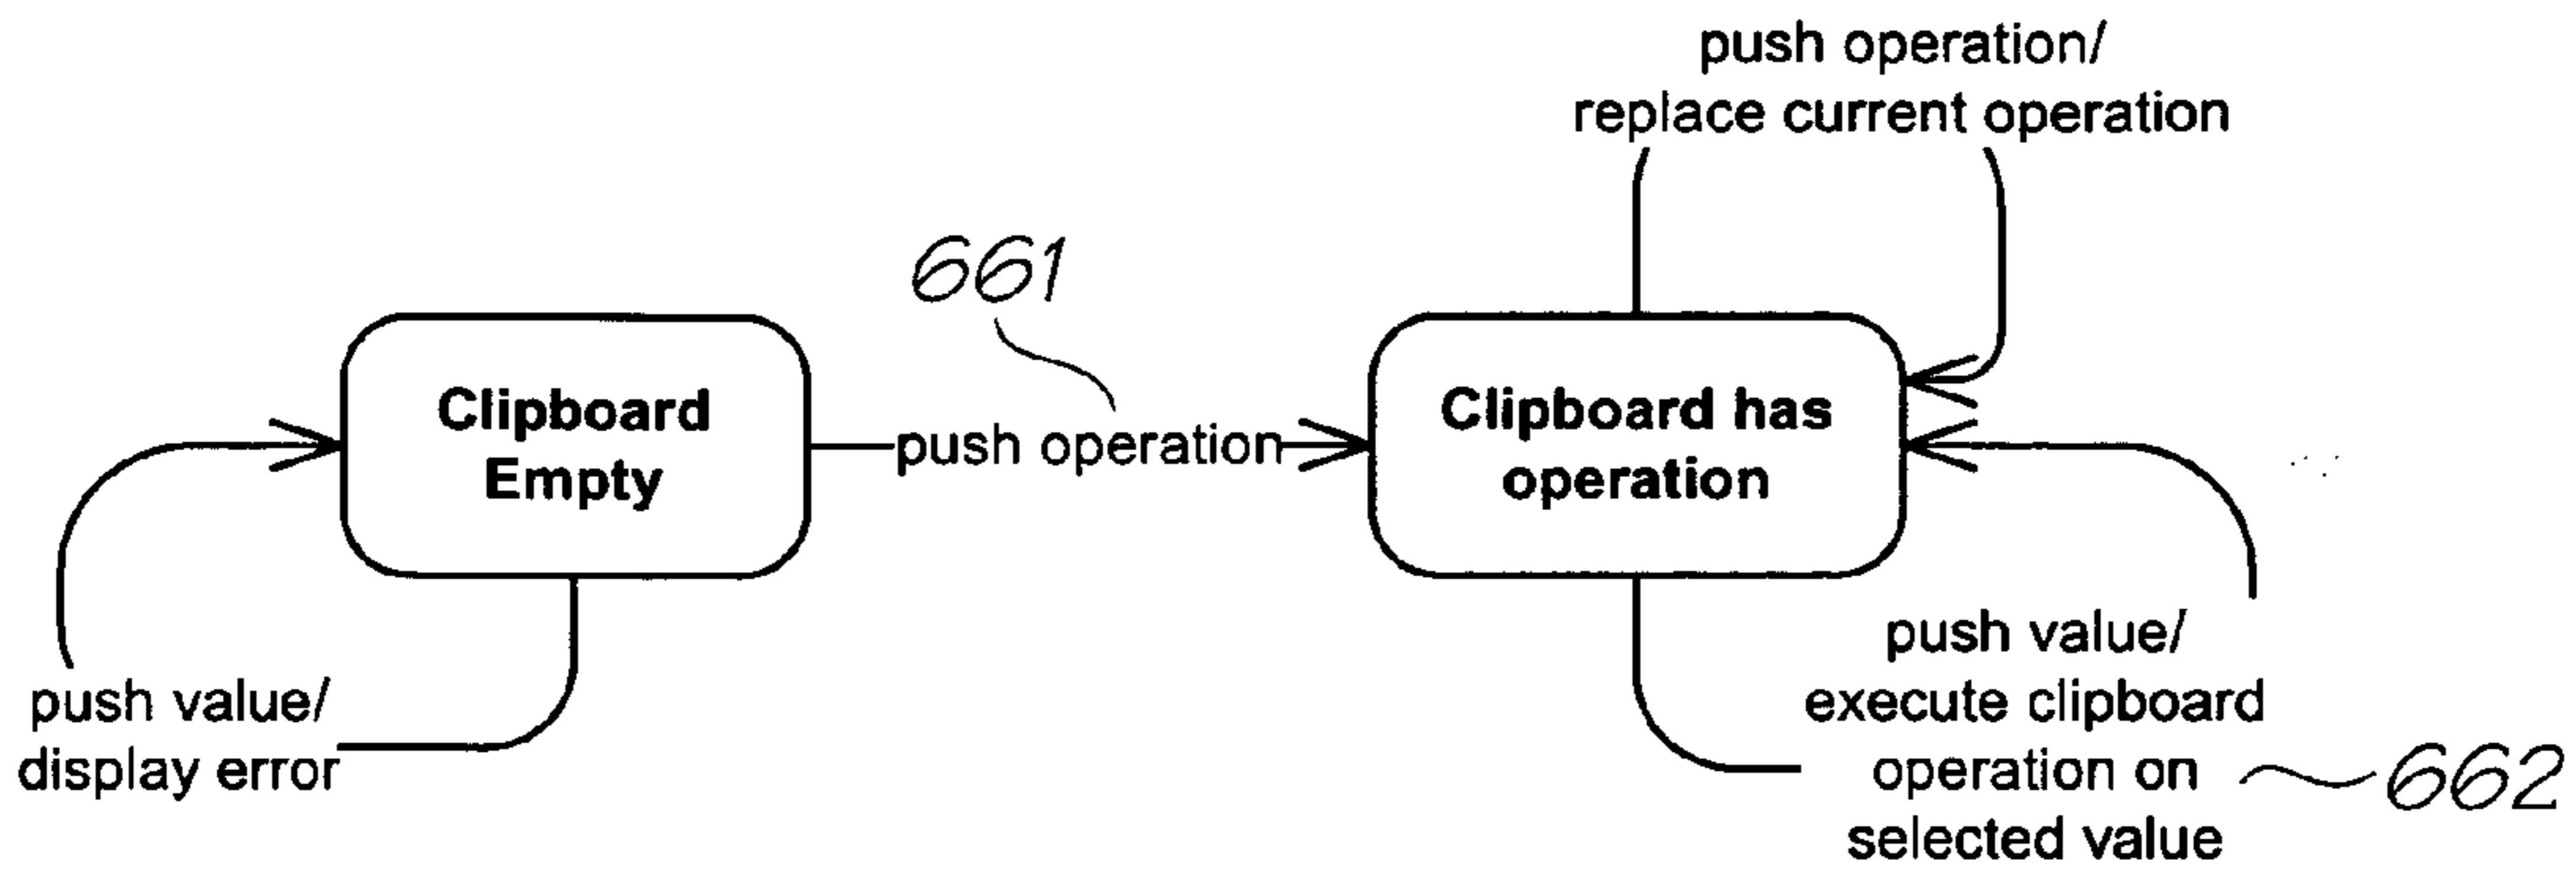 push operation/
replace current operation
661
Clipboard
Empty
push operation
Clipboard has
operation
push value/
display error
push value/
execute clipboard
operation on
selected value
662